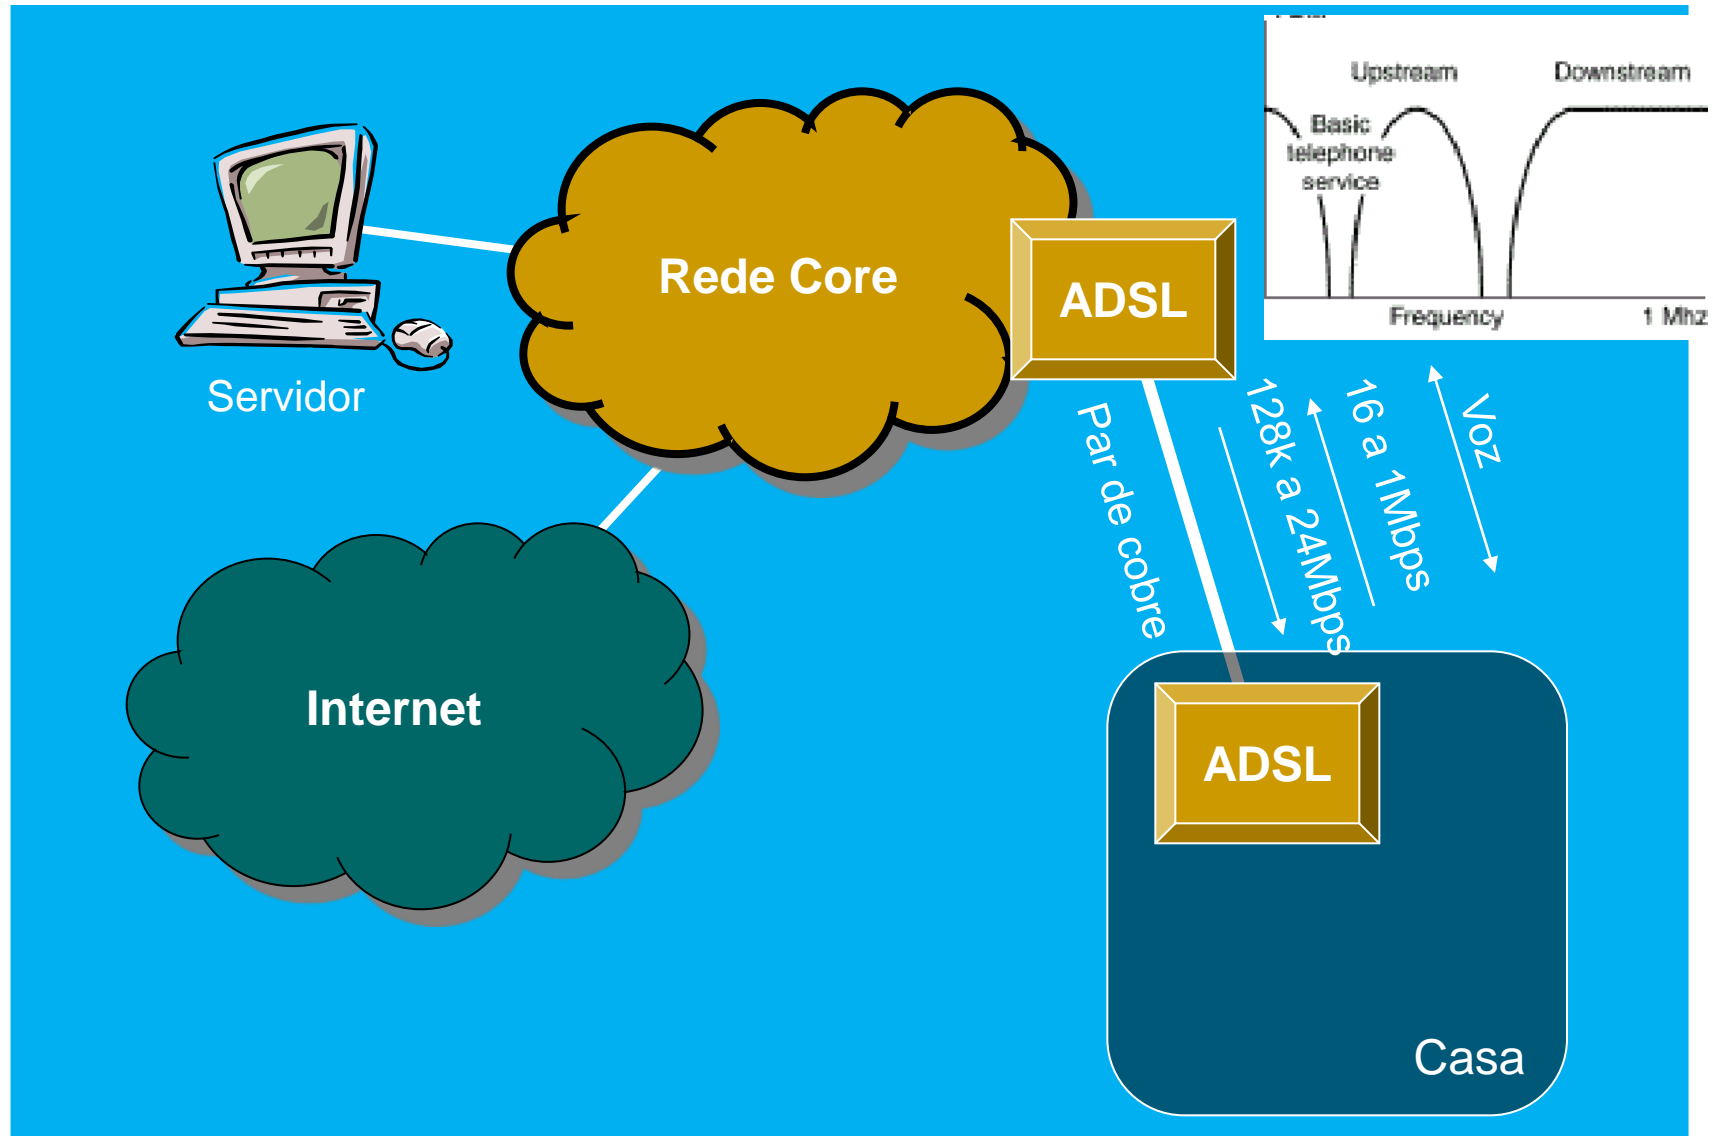 Upstream
Downstream
Basic
telephone
service
Frequency
1 Mhz
Rede Core
ADSL
Servidor
Par de cobre
128k a 24Mbps
16 a 1Mbps
Voz
Internet
ADSL
Casa